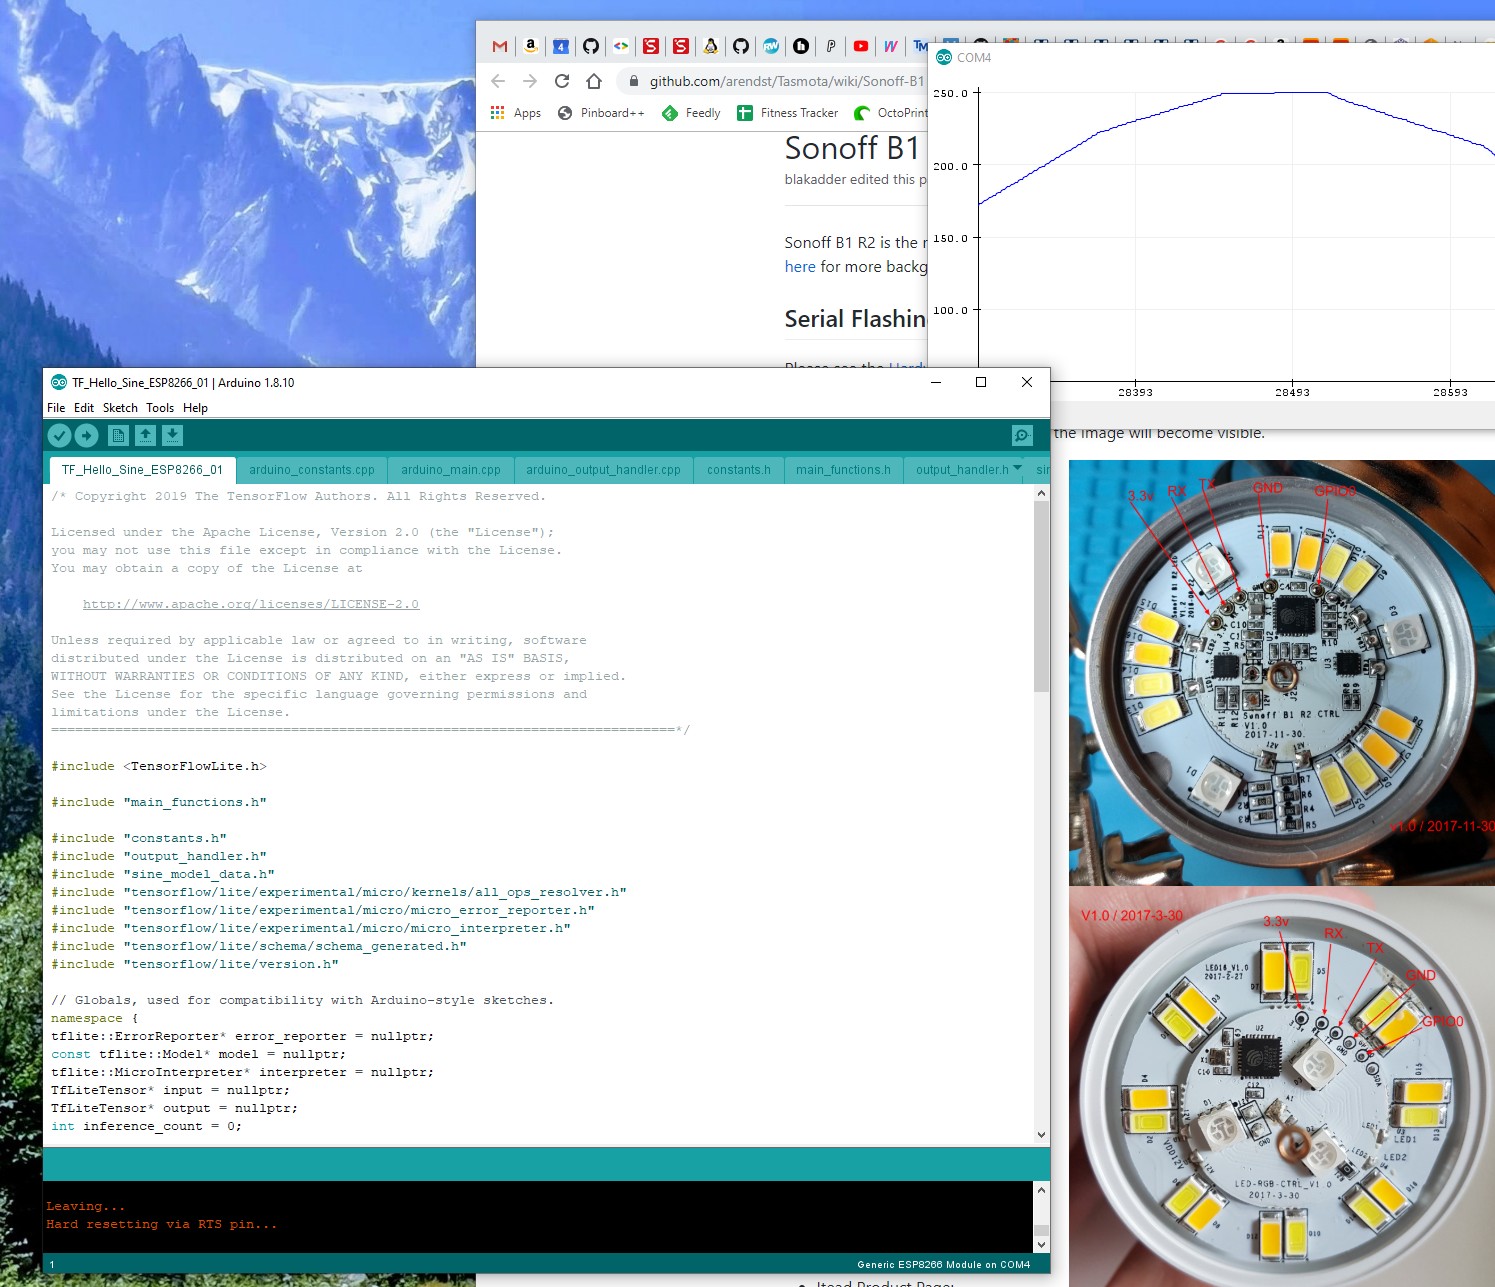 github.com/arendst/Tasmota/wiki/Sonoff-B1
Apps
Pinboard++
Feedly
Fitness Tracker
OctoPrint
Sonoff B1
blakadder edited this p
Sonoff B1 R2 is the
here for more backg
Serial Flashin
COM4
250.0
200.0
150.0
100.0
28393
28493
28593
TF_Hello_Sine_ESP8266_01 | Arduino 1.8.10
File Edit Sketch Tools Help
TF_Hello_Sine_ESP8266_01
arduino_constants.cpp
arduino_main.cpp
arduino_output_handler.cpp
constants.h
main_functions.h
output_handler.h
sin
/* Copyright 2019 The TensorFlow Authors. All Rights Reserved.
Licensed under the Apache License, Version 2.0 (the "License");
you may not use this file except in compliance with the License.
You may obtain a copy of the License at
http://www.apache.org/licenses/LICENSE-2.0
Unless required by applicable law or agreed to in writing, software
distributed under the License is distributed on an "AS IS" BASIS,
WITHOUT WARRANTIES OR CONDITIONS OF ANY KIND, either express or implied.
See the License for the specific language governing permissions and
limitations under the License.
==============================================================================*/
#include <TensorFlowLite.h>
#include "main_functions.h"
#include "constants.h"
#include "output_handler.h"
#include "sine_model_data.h"
#include "tensorflow/lite/experimental/micro/kernels/all_ops_resolver.h"
#include "tensorflow/lite/experimental/micro/micro_error_reporter.h"
#include "tensorflow/lite/experimental/micro/micro_interpreter.h"
#include "tensorflow/lite/schema/schema_generated.h"
#include "tensorflow/lite/version.h"
// Globals, used for compatibility with Arduino-style sketches.
namespace {
tflite::ErrorReporter* error_reporter = nullptr;
const tflite::Model* model = nullptr;
tflite::MicroInterpreter* interpreter = nullptr;
TfLiteTensor* input = nullptr;
TfLiteTensor* output = nullptr;
int inference_count = 0;
Leaving...
Hard resetting via RTS pin...
1
Generic ESP8266 Module on COM4
the image will become visible.
3.3v
RX
TX
GND
GPIO0
Sonoff B1 R2 CTRL
V1.0
2017-11-30
V1.0 / 2017-11-30
V1.0 / 2017-3-30
3.3v
RX
TX
GND
GPIO0
LED18_V1.0
2017-2-27
LED-RGB-CTRL_V1.0
2017-3-30
Itead Product Page: